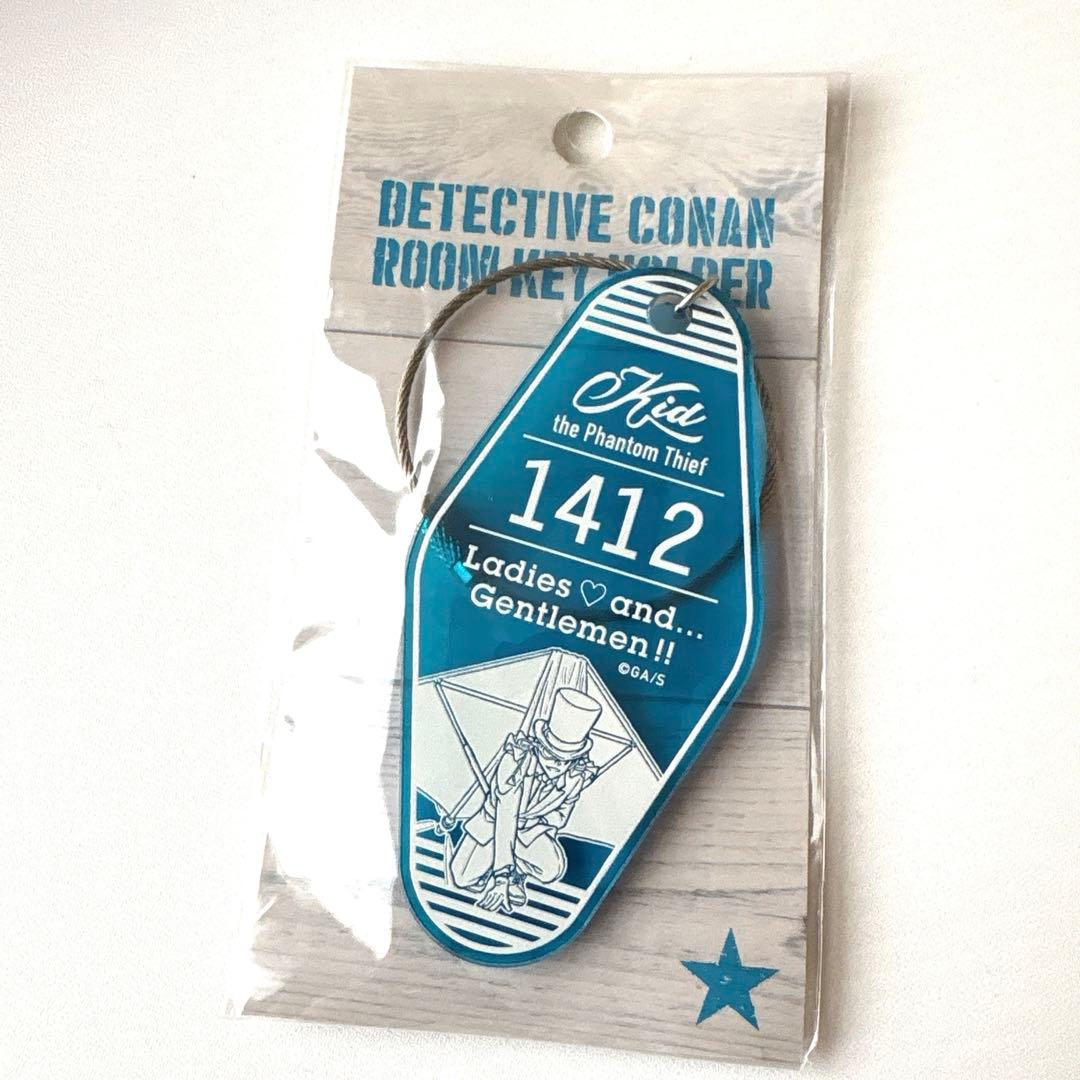 DETECTIVE CONAN
ROOM KEY HOLDER
Kid
the Phantom Thief
1412
Ladies ♡ and...
Gentlemen!!
©GA/S